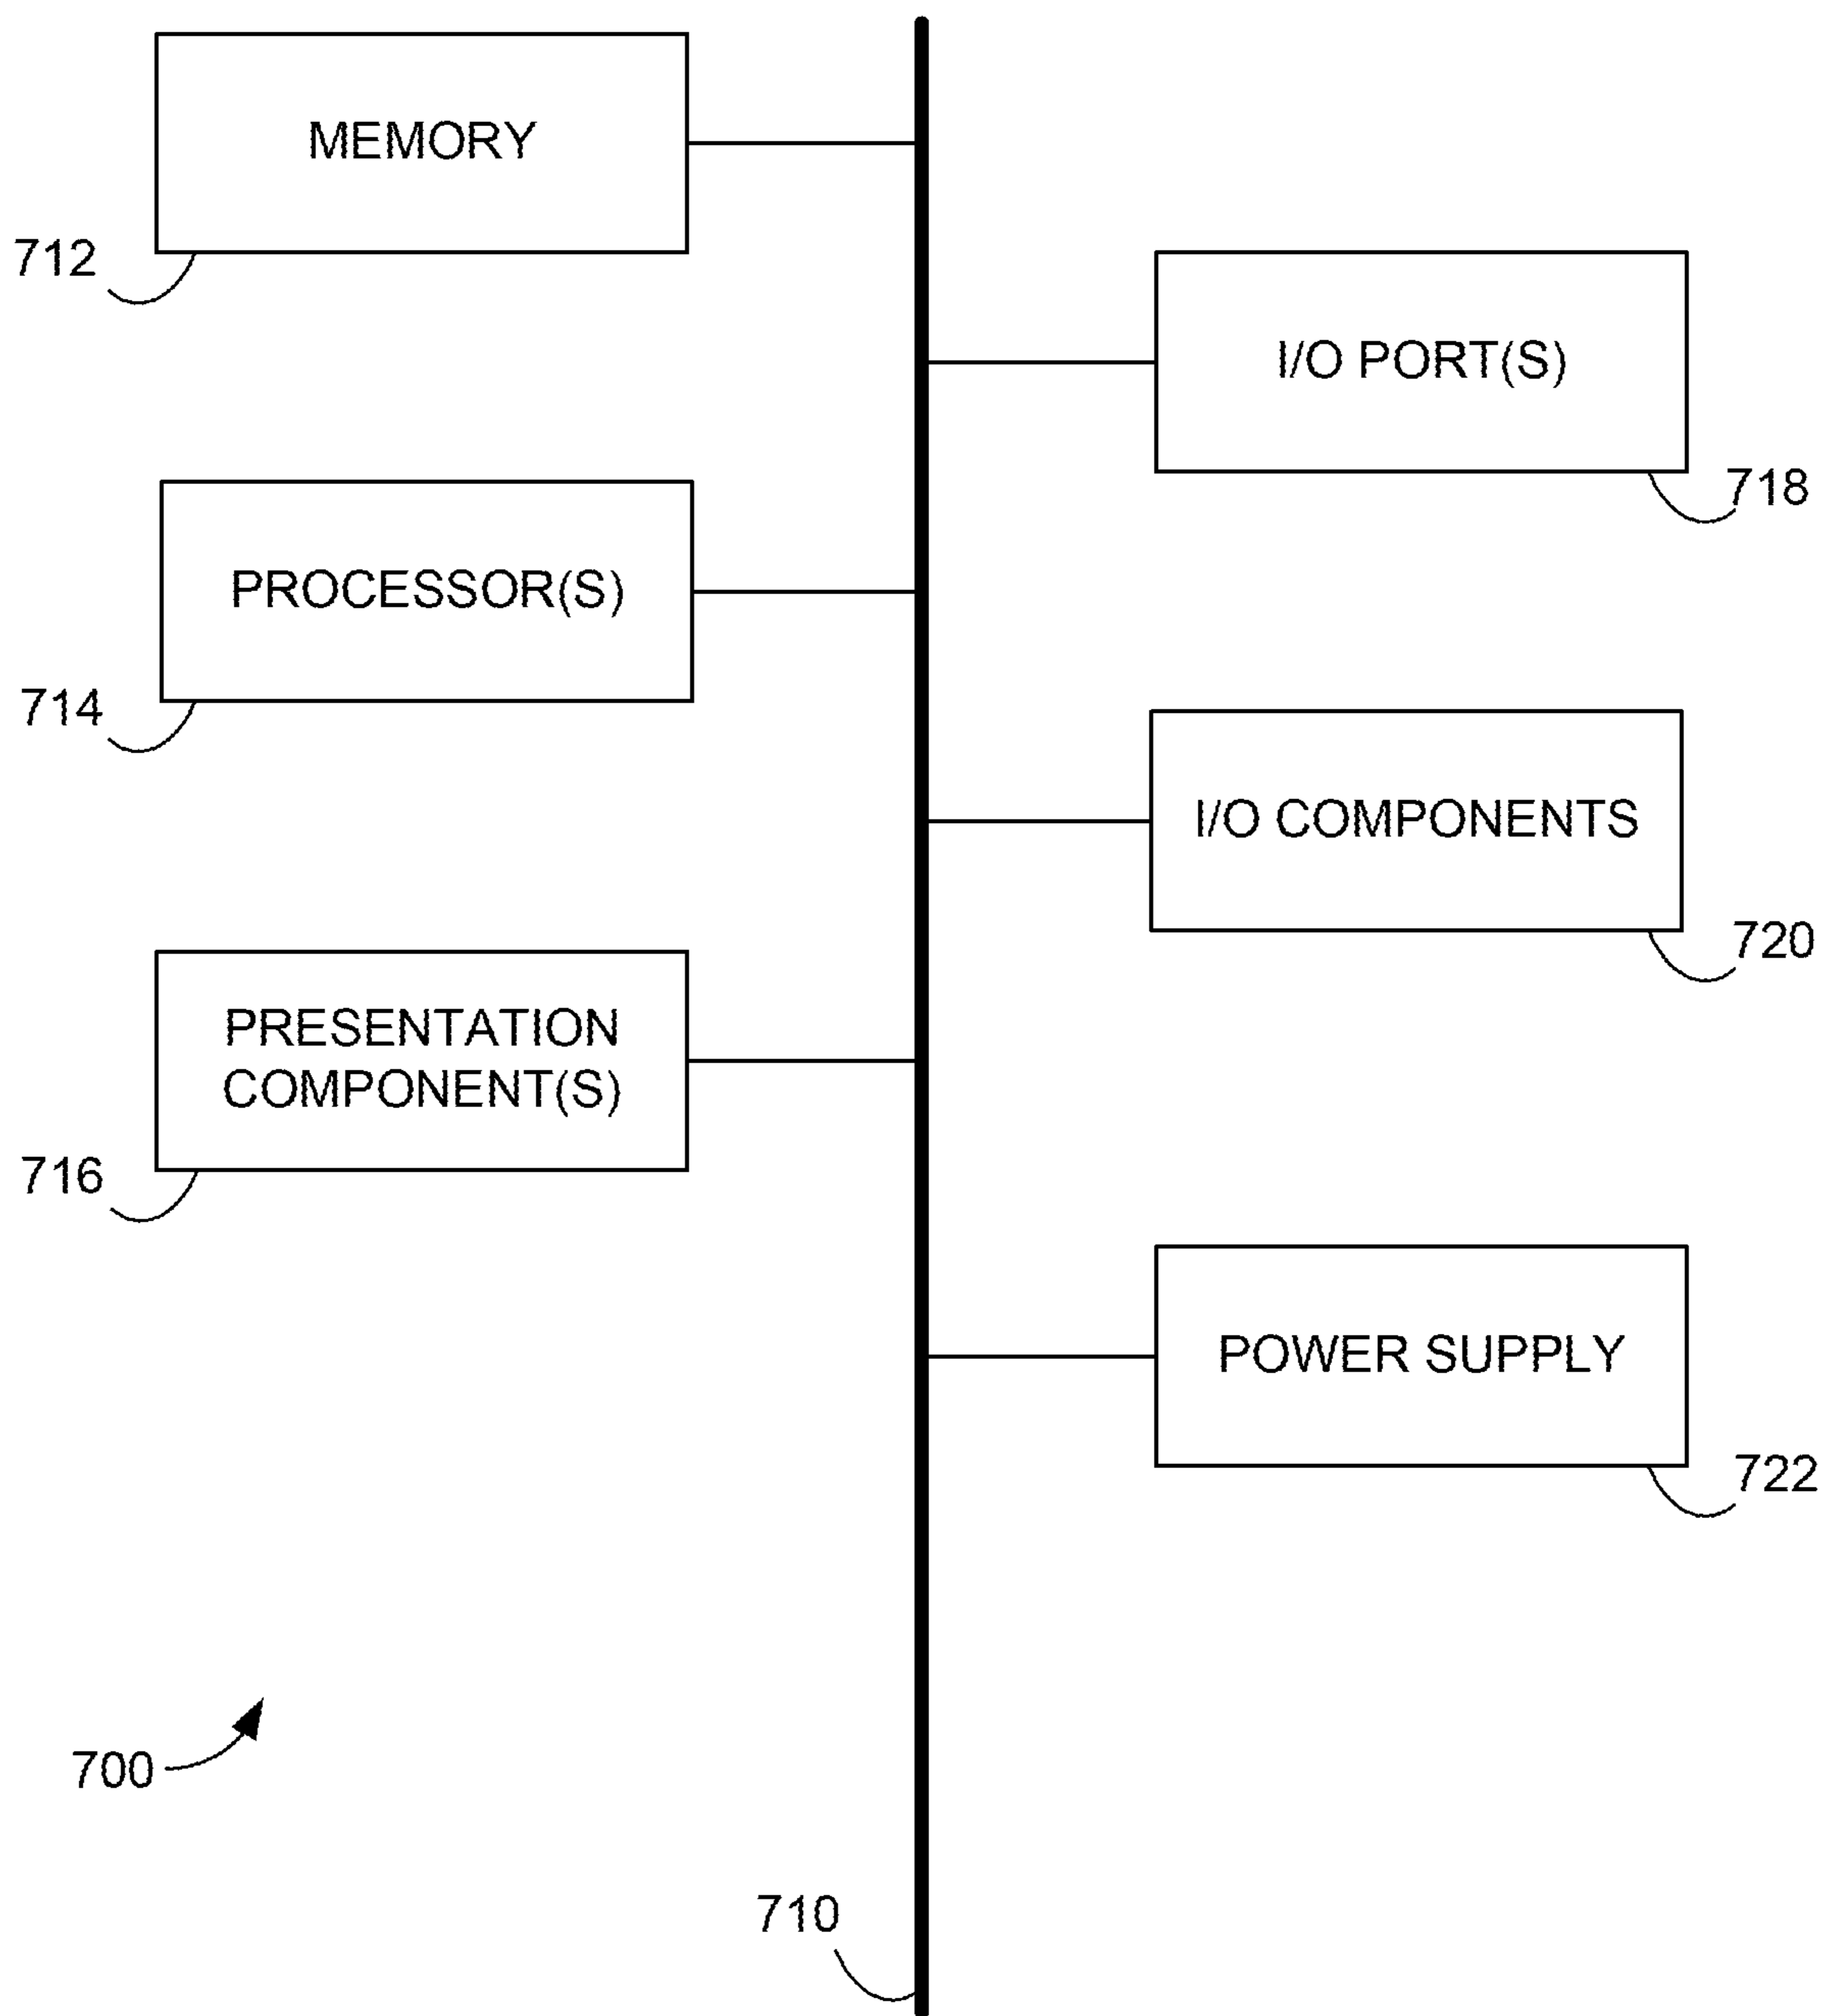 MEMORY
712
I/O PORT(S)
718
PROCESSOR(S)
714
I/O COMPONENTS
720
PRESENTATION
COMPONENT(S)
716
POWER SUPPLY
722
700
710